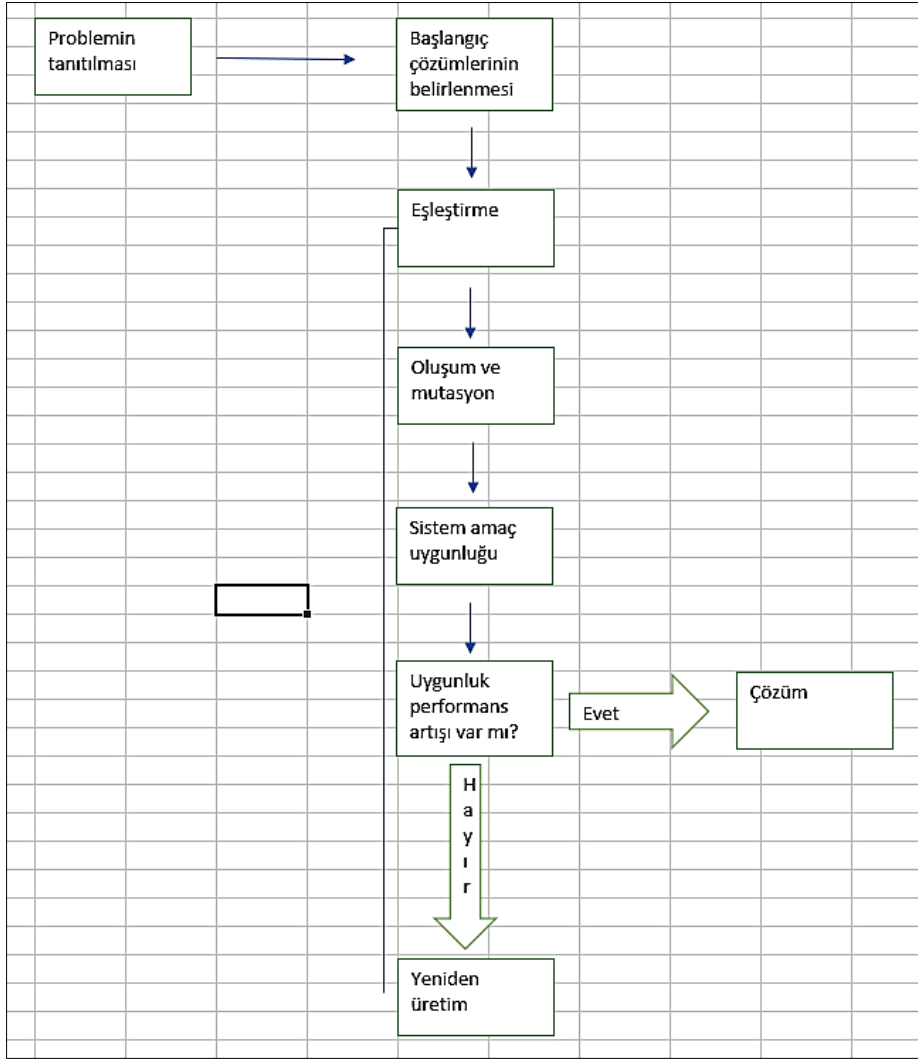 Problemin
tanıtılması
Başlangıç
çözümlerinin
belirlenmesi
Eşleştirme
Oluşum ve
mutasyon
Sistem amaç
uygunluğu
Uygunluk
performans
artışı var mı?
Evet
Çözüm
Hayır
Yeniden
üretim